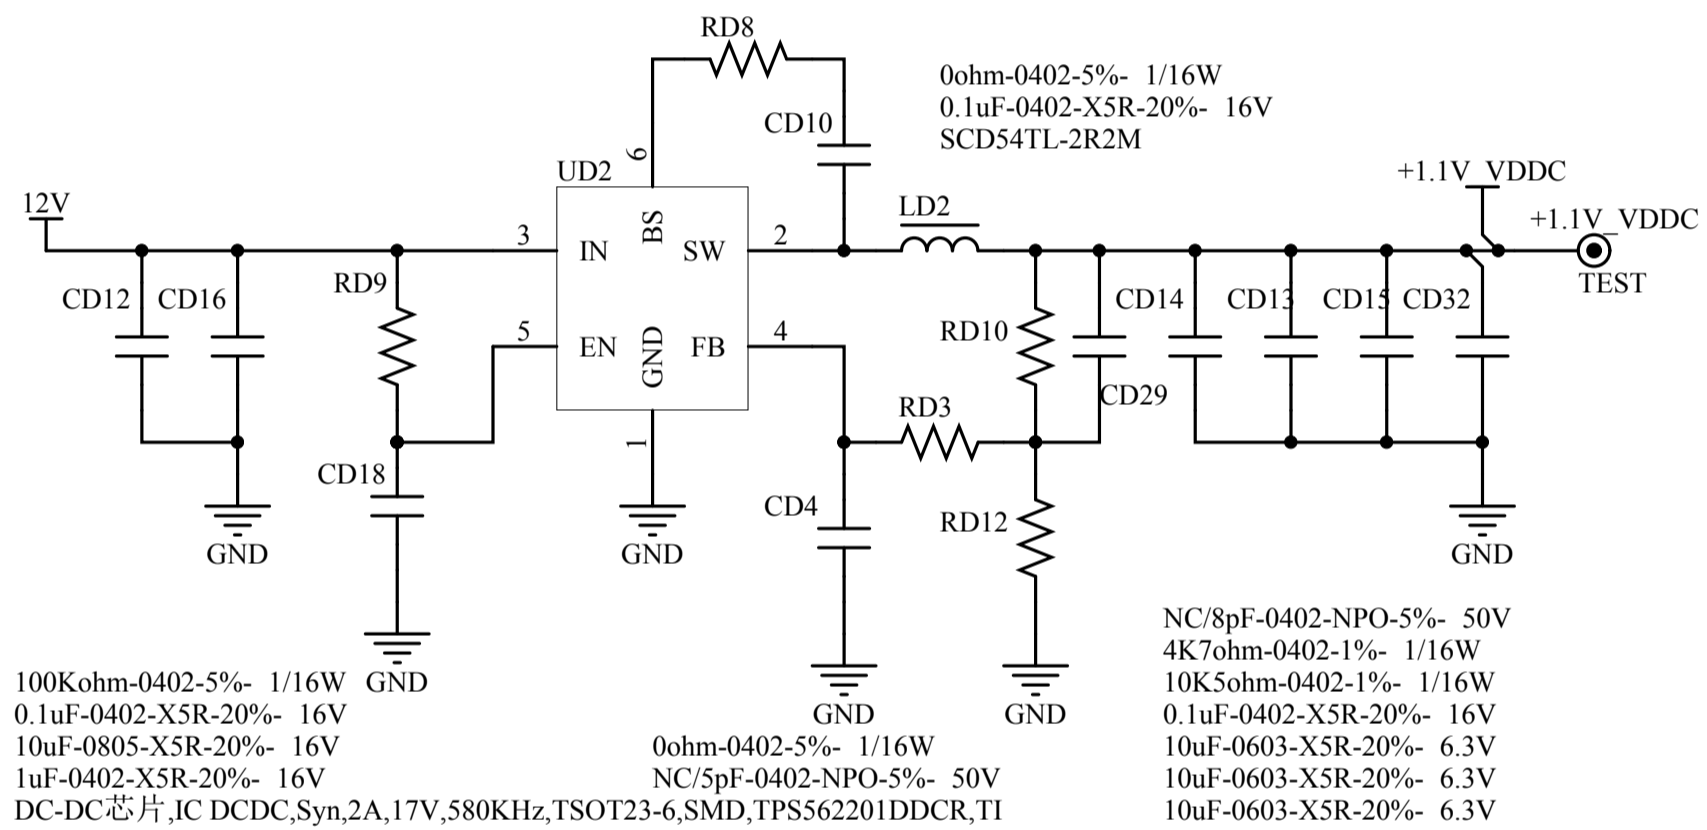 RD8
0ohm-0402-5%- 1/16W
0.1uF-0402-X5R-20%- 16V
SCD54TL-2R2M
CD10
6
UD2
+1.1V_VDDC
12V
LD2
+1.1V_VDDC
3
IN
BS
SW
2
TEST
RD9
CD12
CD16
CD14
CD13
CD15
CD32
5
EN
GND
FB
4
RD10
CD29
RD3
1
CD18
CD4
RD12
GND
GND
GND
GND
GND
GND
NC/8pF-0402-NPO-5%- 50V
4K7ohm-0402-1%- 1/16W
10K5ohm-0402-1%- 1/16W
0.1uF-0402-X5R-20%- 16V
10uF-0603-X5R-20%- 6.3V
10uF-0603-X5R-20%- 6.3V
10uF-0603-X5R-20%- 6.3V
100Kohm-0402-5%- 1/16W
0.1uF-0402-X5R-20%- 16V
10uF-0805-X5R-20%- 16V
1uF-0402-X5R-20%- 16V
0ohm-0402-5%- 1/16W
NC/5pF-0402-NPO-5%- 50V
DC-DC芯片,IC DCDC,Syn,2A,17V,580KHz,TSOT23-6,SMD,TPS562201DDCR,TI